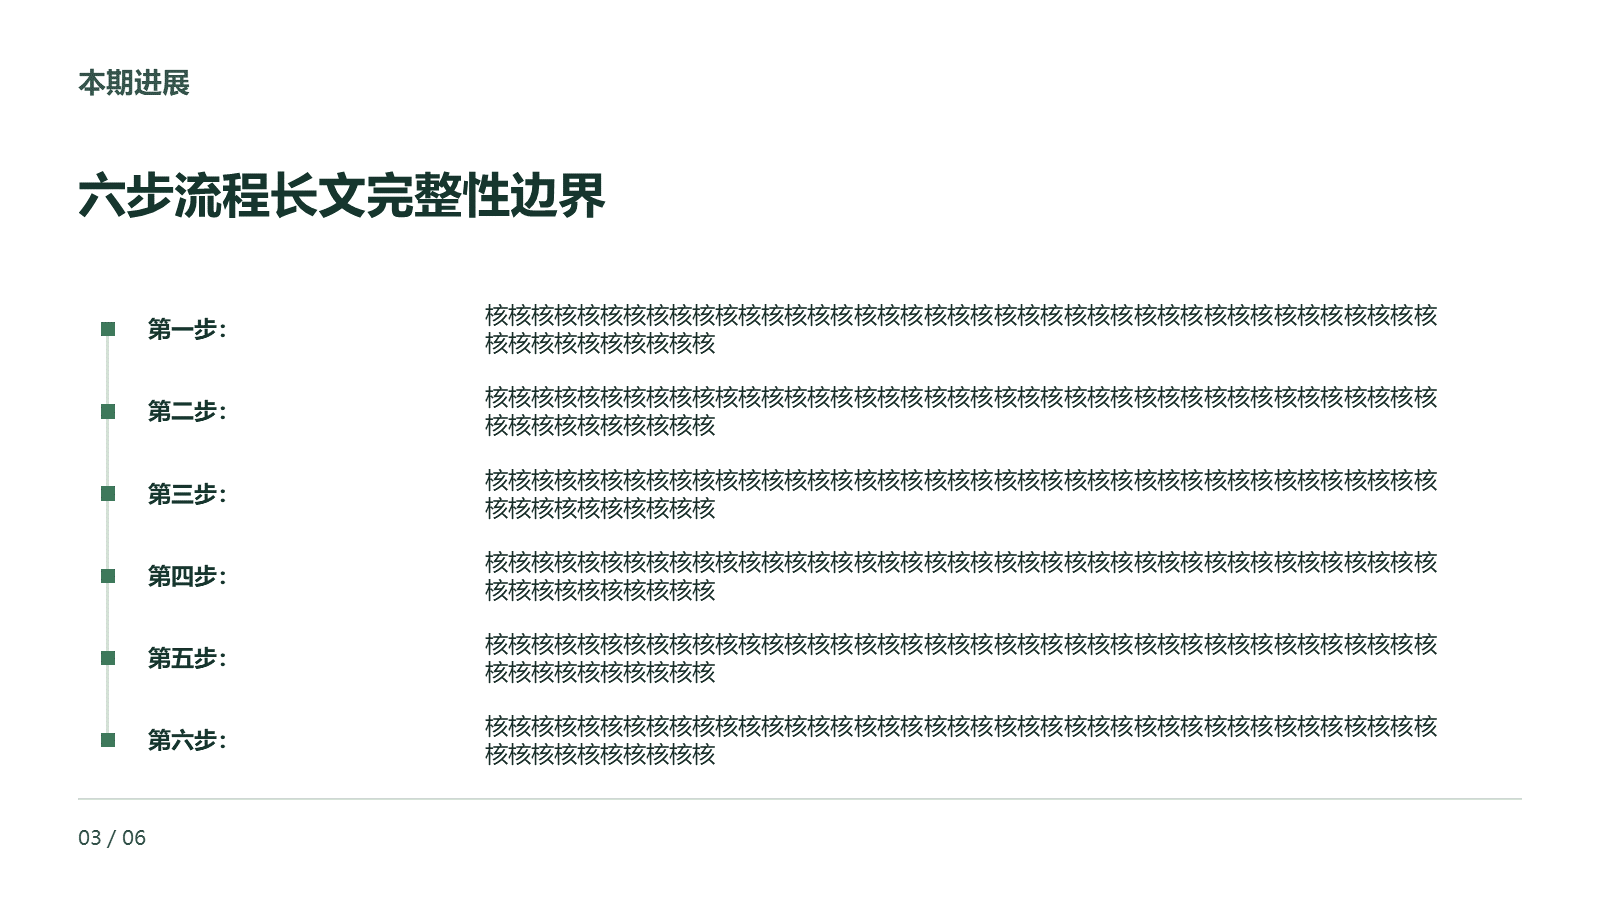 本期进展
六步流程长文完整性边界
第一步：
核核核核核核核核核核核核核核核核核核核核核核核核核核核核核核核核核核核核核核核核核
核核核核核核核核核核
第二步：
核核核核核核核核核核核核核核核核核核核核核核核核核核核核核核核核核核核核核核核核核
核核核核核核核核核核
第三步：
核核核核核核核核核核核核核核核核核核核核核核核核核核核核核核核核核核核核核核核核核
核核核核核核核核核核
第四步：
核核核核核核核核核核核核核核核核核核核核核核核核核核核核核核核核核核核核核核核核核
核核核核核核核核核核
第五步：
核核核核核核核核核核核核核核核核核核核核核核核核核核核核核核核核核核核核核核核核核
核核核核核核核核核核
第六步：
核核核核核核核核核核核核核核核核核核核核核核核核核核核核核核核核核核核核核核核核核
核核核核核核核核核核
03 / 06